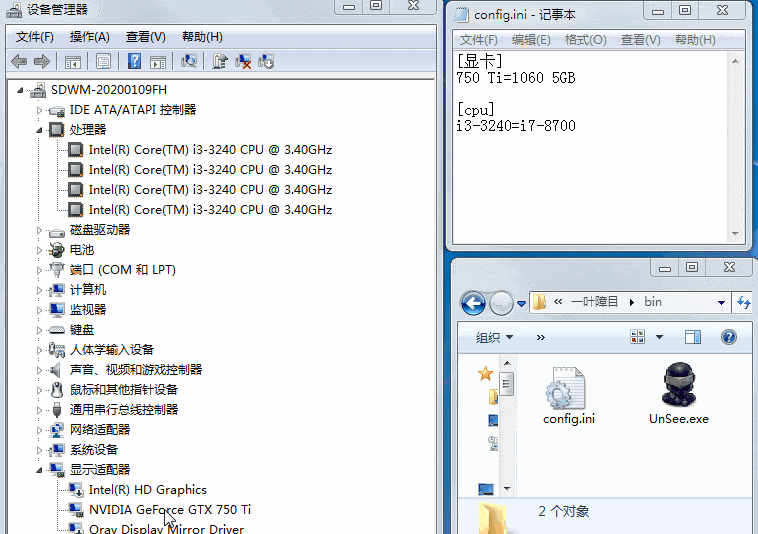 设备管理器
文件(F) 操作(A) 查看(V) 帮助(H)
SDWM-20200109FH
IDE ATA/ATAPI 控制器
处理器
Intel(R) Core(TM) i3-3240 CPU @ 3.40GHz
Intel(R) Core(TM) i3-3240 CPU @ 3.40GHz
Intel(R) Core(TM) i3-3240 CPU @ 3.40GHz
Intel(R) Core(TM) i3-3240 CPU @ 3.40GHz
磁盘驱动器
电池
端口 (COM 和 LPT)
计算机
监视器
键盘
人体学输入设备
声音、视频和游戏控制器
鼠标和其他指针设备
通用串行总线控制器
网络适配器
系统设备
显示适配器
Intel(R) HD Graphics
NVIDIA GeForce GTX 750 Ti
Oray Display Mirror Driver
config.ini - 记事本
文件(F) 编辑(E) 格式(O) 查看(V) 帮助(H)
[显卡]
750 Ti=1060 5GB
[cpu]
i3-3240=i7-8700
« 一叶障目 bin
组织 »
config.ini UnSee.exe
2 个对象